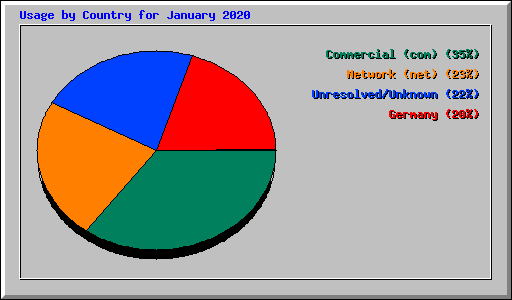 Usage by Country for January 2020
Commercial (com) (35%)
Network (net) (23%)
Unresolved/Unknown (22%)
Germany (20%)